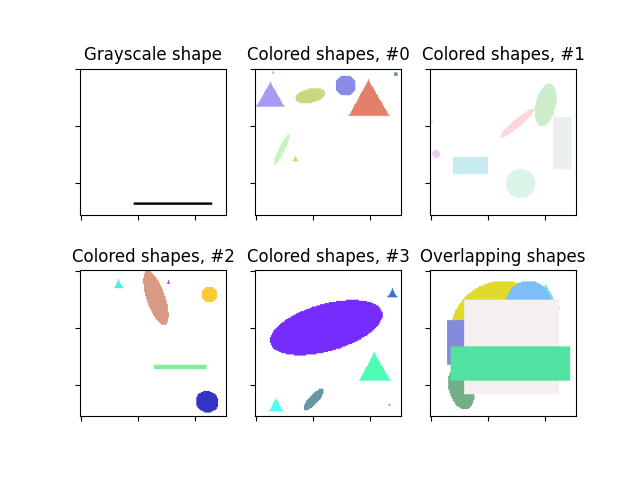 Grayscale shape
Colored shapes, #0
Colored shapes, #1
Colored shapes, #2
Colored shapes, #3
Overlapping shapes